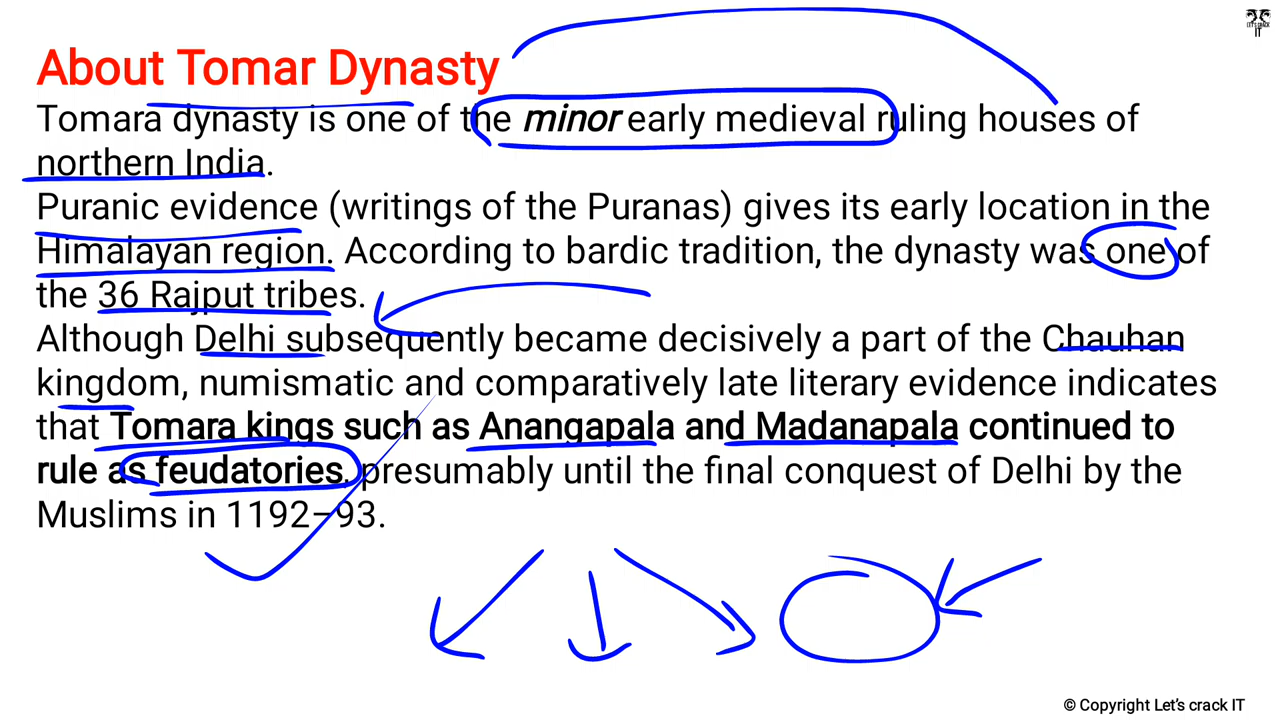 LET'S CRACK
IT
About Tomar Dynasty
Tomara dynasty is one of the minor early medieval ruling houses of
northern India.
Puranic evidence (writings of the Puranas) gives its early location in the
Himalayan region. According to bardic tradition, the dynasty was one of
the 36 Rajput tribes.
Although Delhi subsequently became decisively a part of the Chauhan
kingdom, numismatic and comparatively late literary evidence indicates
that Tomara kings such as Anangapala and Madanapala continued to
rule as feudatories, presumably until the final conquest of Delhi by the
Muslims in 1192–93.
© Copyright Let's crack IT